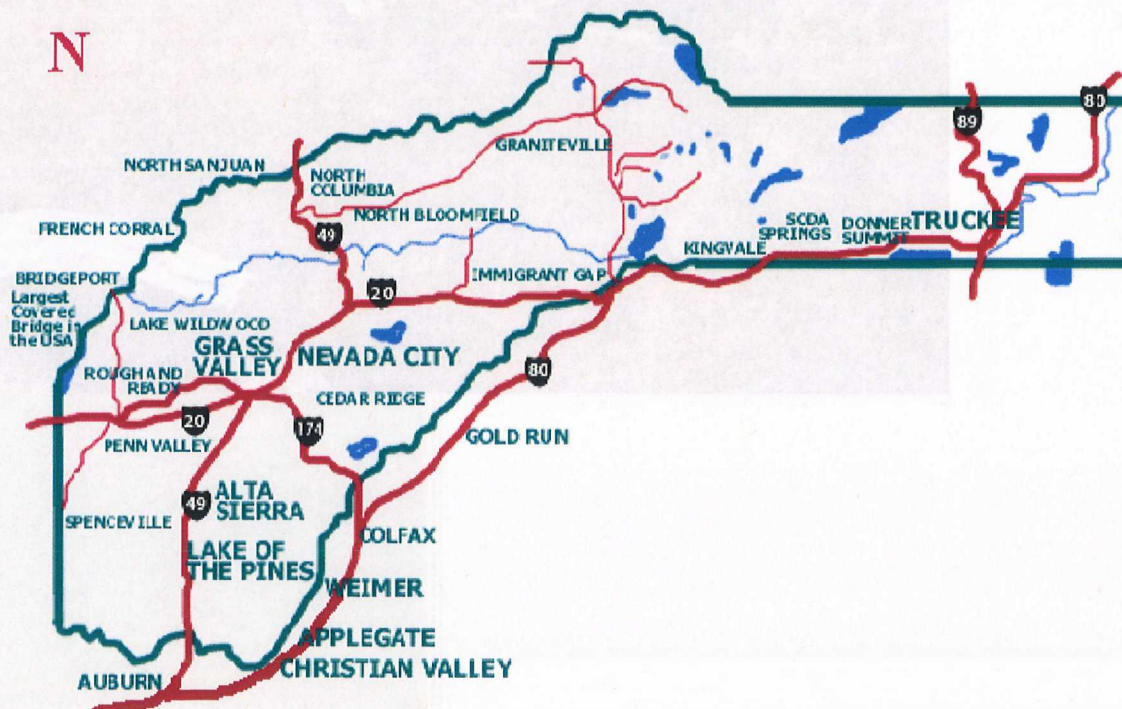 N
80
89
GRANITEVILLE
NORTH SAN JUAN
NORTH
COLUMBIA
NORTH BLOOMFIELD
FRENCH CORRAL
49
SCDA
SPRINGS
DONNER
SUMMIT
TRUCKEE
KINGVALE
BRIDGEPORT
Largest
Covered
Bridge in
the USA
IMMIGRANT GAP
20
LAKE WILDWOOD
GRASS
VALLEY
NEVADA CITY
ROUGH AND
READY
80
CEDAR RIDGE
20
174
PENN VALLEY
GOLD RUN
49
ALTA
SIERRA
SPENCEVILLE
COLFAX
LAKE OF
THE PINES
WEIMER
APPLEGATE
CHRISTIAN VALLEY
AUBURN